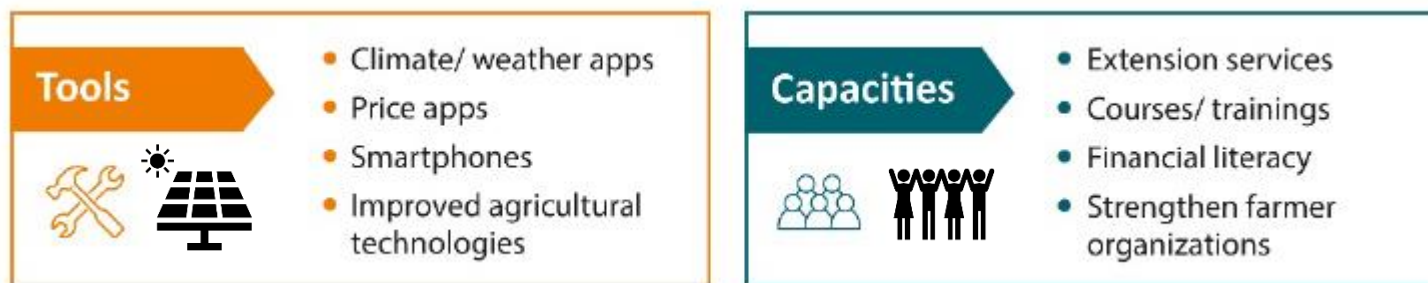 Tools
• Climate/ weather apps
• Price apps
• Smartphones
• Improved agricultural
technologies
Capacities
• Extension services
• Courses/ trainings
• Financial literacy
• Strengthen farmer
organizations